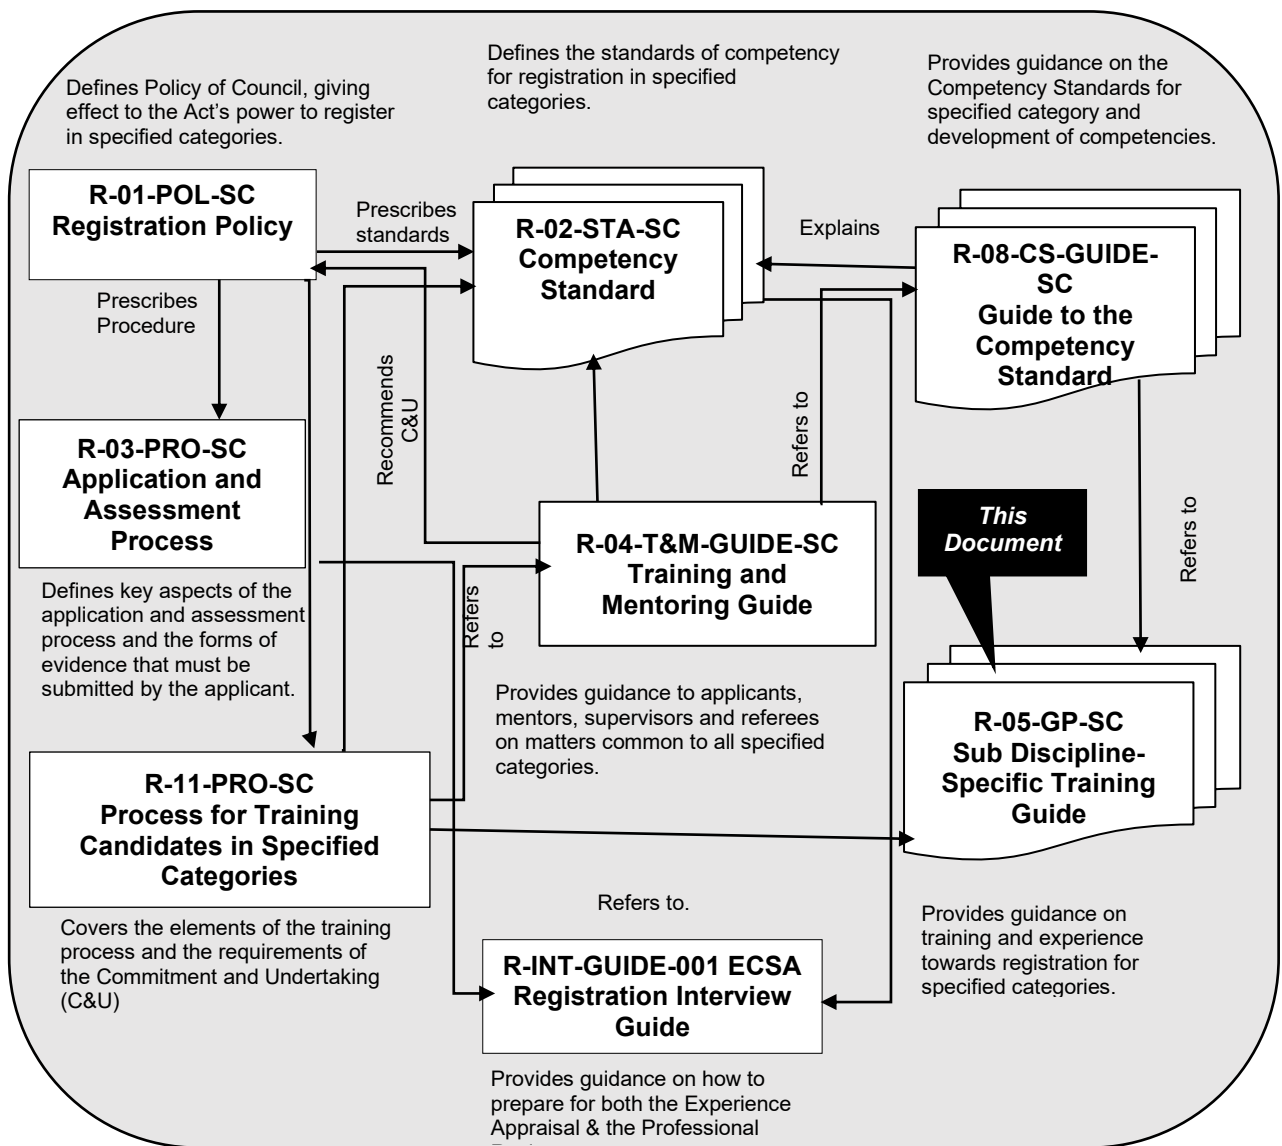 Defines Policy of Council, giving
effect to the Act's power to register
in specified categories.
Defines the standards of competency
for registration in specified
categories.
Provides guidance on the
Competency Standards for
specified category and
development of competencies.
R-01-POL-SC
Registration Policy
Prescribes
standards
R-02-STA-SC
Competency
Standard
Explains
R-08-CS-GUIDE-
SC
Guide to the
Competency
Standard
Prescribes
Procedure
Recommends
C&U
Refers to
R-03-PRO-SC
Application and
Assessment
Process
Defines key aspects of the
application and assessment
process and the forms of
evidence that must be
submitted by the applicant.
R-04-T&M-GUIDE-SC
Training and
Mentoring Guide
This
Document
Refers to
Refers
to
Provides guidance to applicants,
mentors, supervisors and referees
on matters common to all specified
categories.
R-05-GP-SC
Sub Discipline-
Specific Training
Guide
R-11-PRO-SC
Process for Training
Candidates in Specified
Categories
Covers the elements of the training
process and the requirements of
the Commitment and Undertaking
(C&U)
Refers to.
Provides guidance on
training and experience
towards registration for
specified categories.
R-INT-GUIDE-001 ECSA
Registration Interview
Guide
Provides guidance on how to
prepare for both the Experience
Appraisal & the Professional